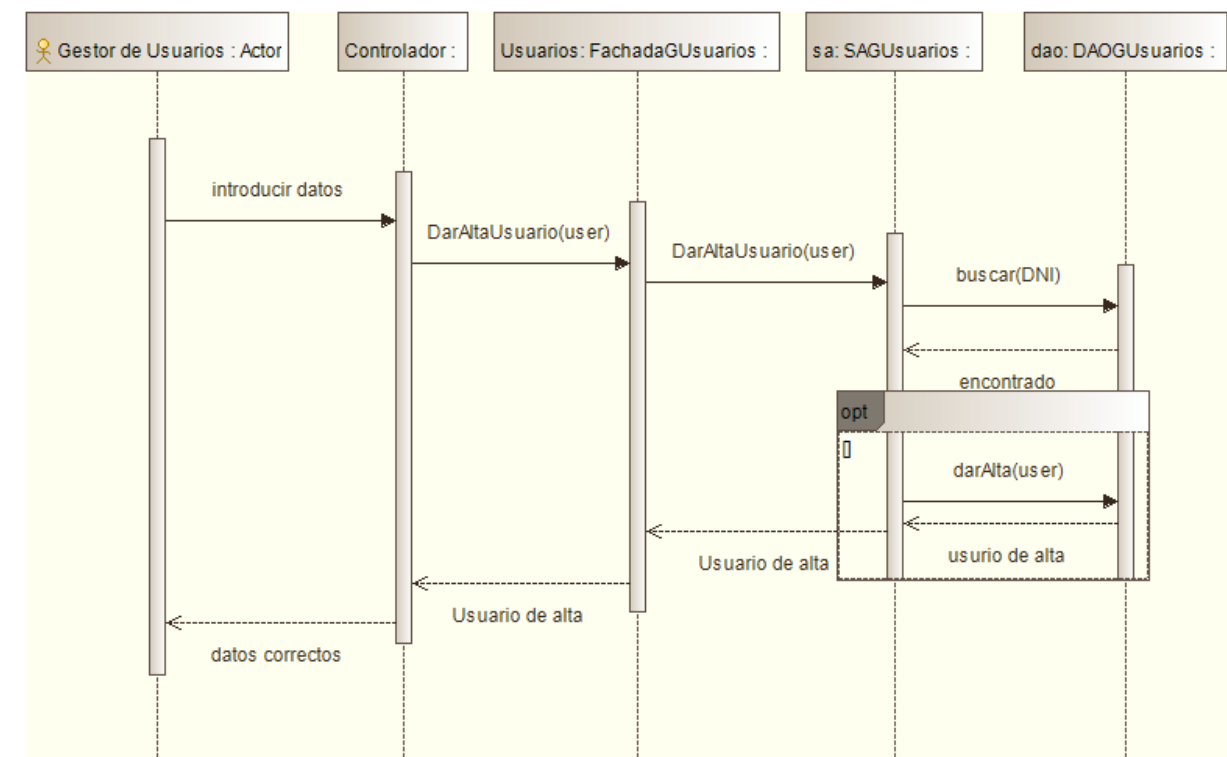 Gestor de Usuarios : Actor
Controlador :
Usuarios: FachadaGUsuarios :
sa: SAGUsuarios :
dao: DAOGUsuarios :
introducir datos
DarAltaUsuario(user)
DarAltaUsuario(user)
buscar(DNI)
encontrado
opt
[]
darAlta(user)
usurio de alta
Usuario de alta
Usuario de alta
datos correctos